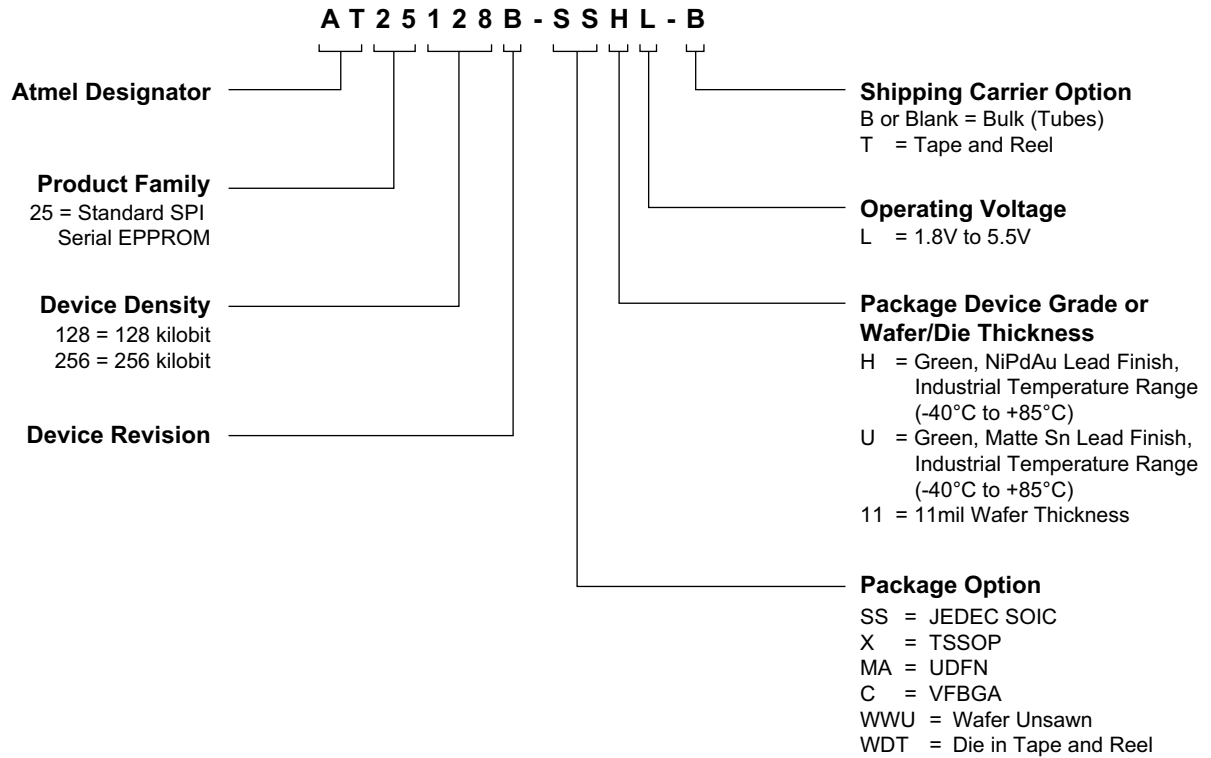 A T 2 5 1 2 8 B - S S H L - B
Atmel Designator
Product Family
25 = Standard SPI
Serial EPPROM
Device Density
128 = 128 kilobit
256 = 256 kilobit
Device Revision
Shipping Carrier Option
B or Blank = Bulk (Tubes)
T = Tape and Reel
Operating Voltage
L = 1.8V to 5.5V
Package Device Grade or
Wafer/Die Thickness
H = Green, NiPdAu Lead Finish,
Industrial Temperature Range
(-40°C to +85°C)
U = Green, Matte Sn Lead Finish,
Industrial Temperature Range
(-40°C to +85°C)
11 = 11mil Wafer Thickness
Package Option
SS = JEDEC SOIC
X = TSSOP
MA = UDFN
C = VFBGA
WWU = Wafer Unsawn
WDT = Die in Tape and Reel